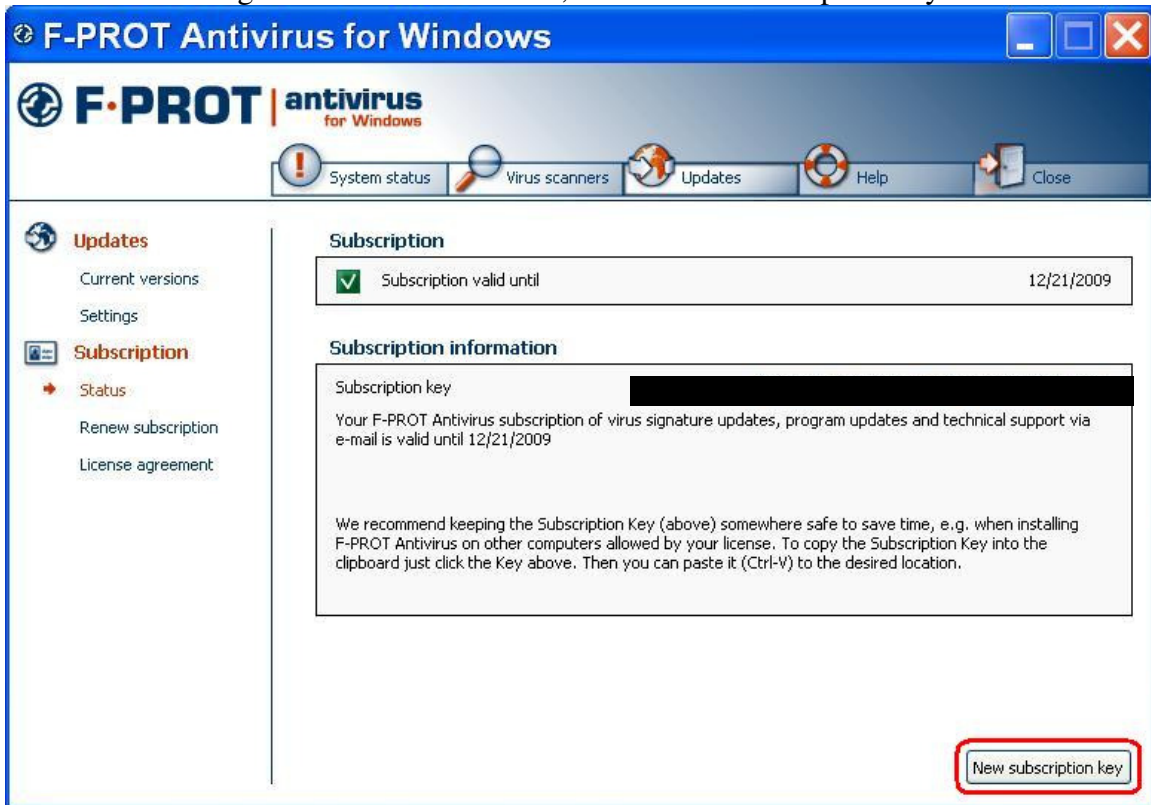 F-PROT Antivirus for Windows
F-PROT antivirus
for Windows
System status Virus scanners Updates Help Close
Updates
Current versions
Settings
Subscription
Status
Renew subscription
License agreement
Subscription
Subscription valid until 12/21/2009
Subscription information
Subscription key
Your F-PROT Antivirus subscription of virus signature updates, program updates and technical support via
e-mail is valid until 12/21/2009
We recommend keeping the Subscription Key (above) somewhere safe to save time, e.g. when installing
F-PROT Antivirus on other computers allowed by your license. To copy the Subscription Key into the
clipboard just click the Key above. Then you can paste it (Ctrl-V) to the desired location.
New subscription key